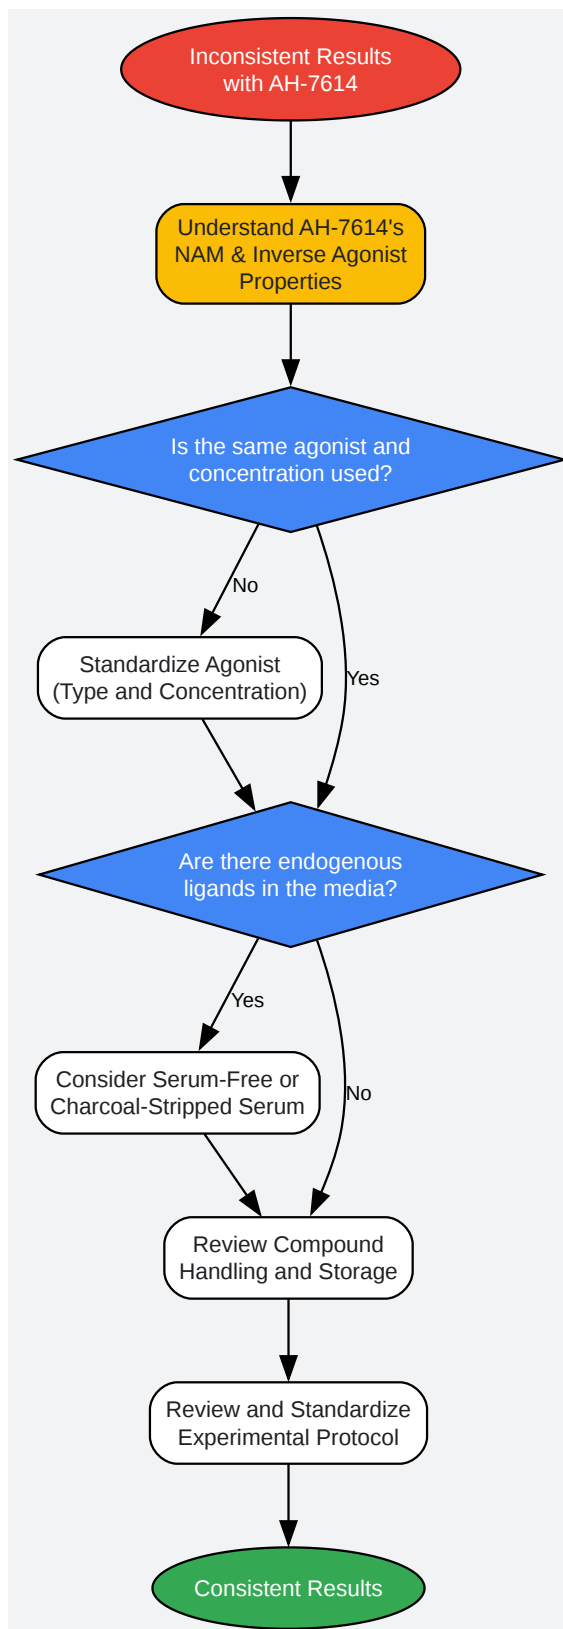 Inconsistent Results
with AH-7614
Understand AH-7614's
NAM & Inverse Agonist
Properties
Is the same agonist and
concentration used?
No
Yes
Standardize Agonist
(Type and Concentration)
Are there endogenous
ligands in the media?
Yes
No
Consider Serum-Free or
Charcoal-Stripped Serum
Review Compound
Handling and Storage
Review and Standardize
Experimental Protocol
Consistent Results